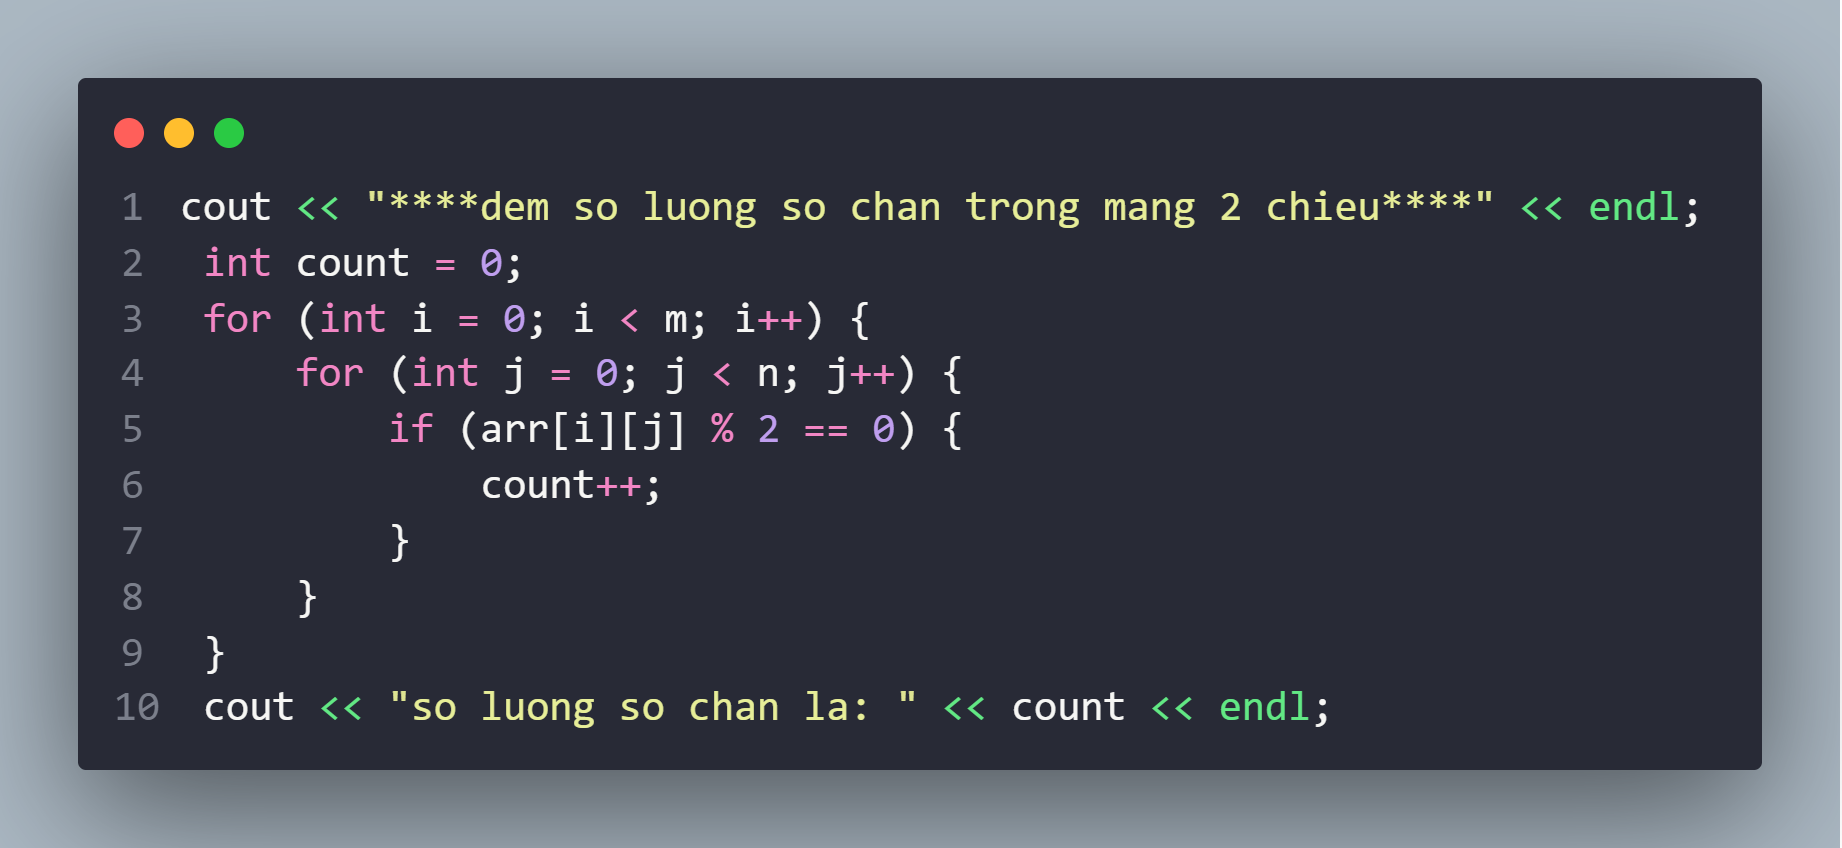 1 cout << "****dem so luong so chan trong mang 2 chieu****" << endl;
2  int count = 0;
3  for (int i = 0; i < m; i++) {
4      for (int j = 0; j < n; j++) {
5          if (arr[i][j] % 2 == 0) {
6              count++;
7          }
8      }
9  }
10  cout << "so luong so chan la: " << count << endl;